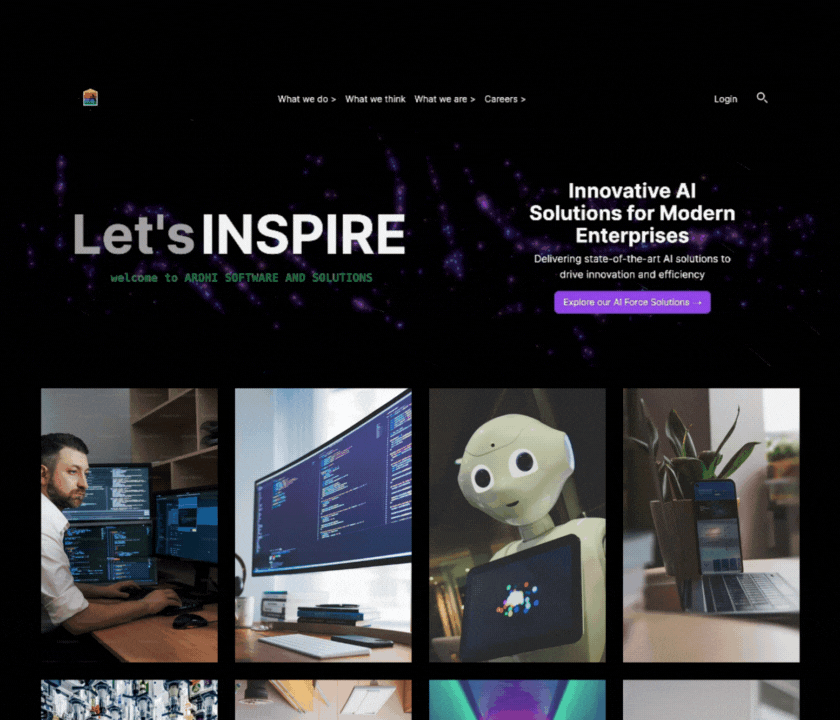 What we do > What we think What we are > Careers > Login
Let's INSPIRE
welcome to ARDHI SOFTWARE AND SOLUTIONS
Innovative AI
Solutions for Modern
Enterprises
Delivering state-of-the-art AI solutions to
drive innovation and efficiency
Explore our AI Force Solutions →